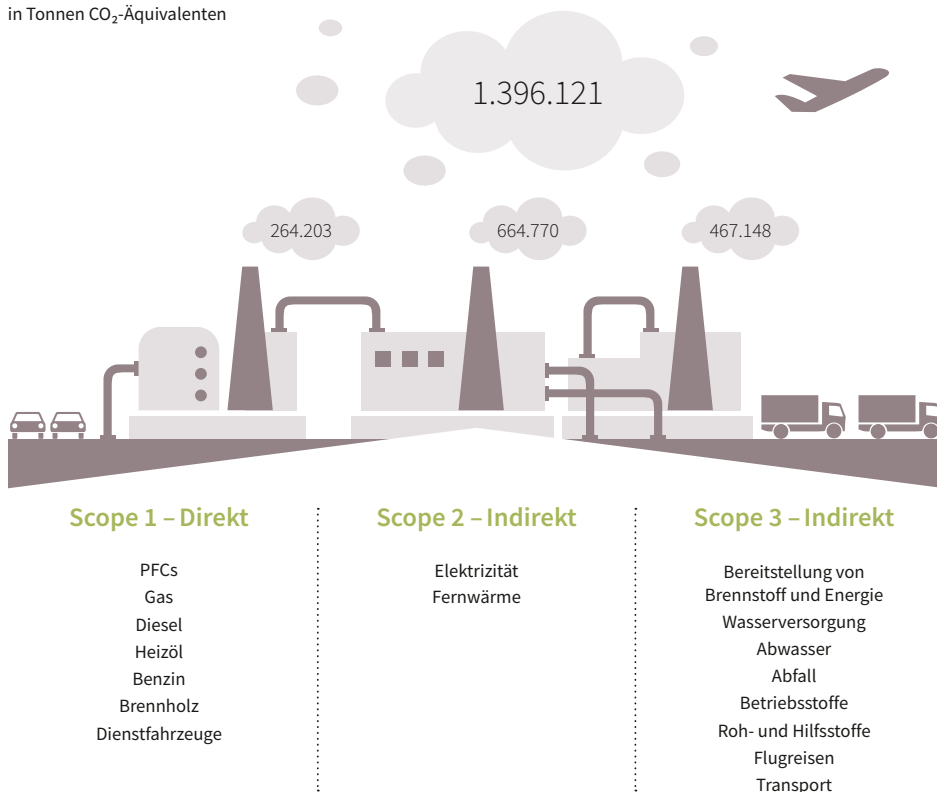 in Tonnen CO₂-Äquivalenten
1.396.121
264.203
664.770
467.148
Scope 1 – Direkt
PFCs
Gas
Diesel
Heizöl
Benzin
Brennholz
Dienstfahrzeuge
Scope 2 – Indirekt
Elektrizität
Fernwärme
Scope 3 – Indirekt
Bereitstellung von
Brennstoff und Energie
Wasserversorgung
Abwasser
Abfall
Betriebsstoffe
Roh- und Hilfsstoffe
Flugreisen
Transport